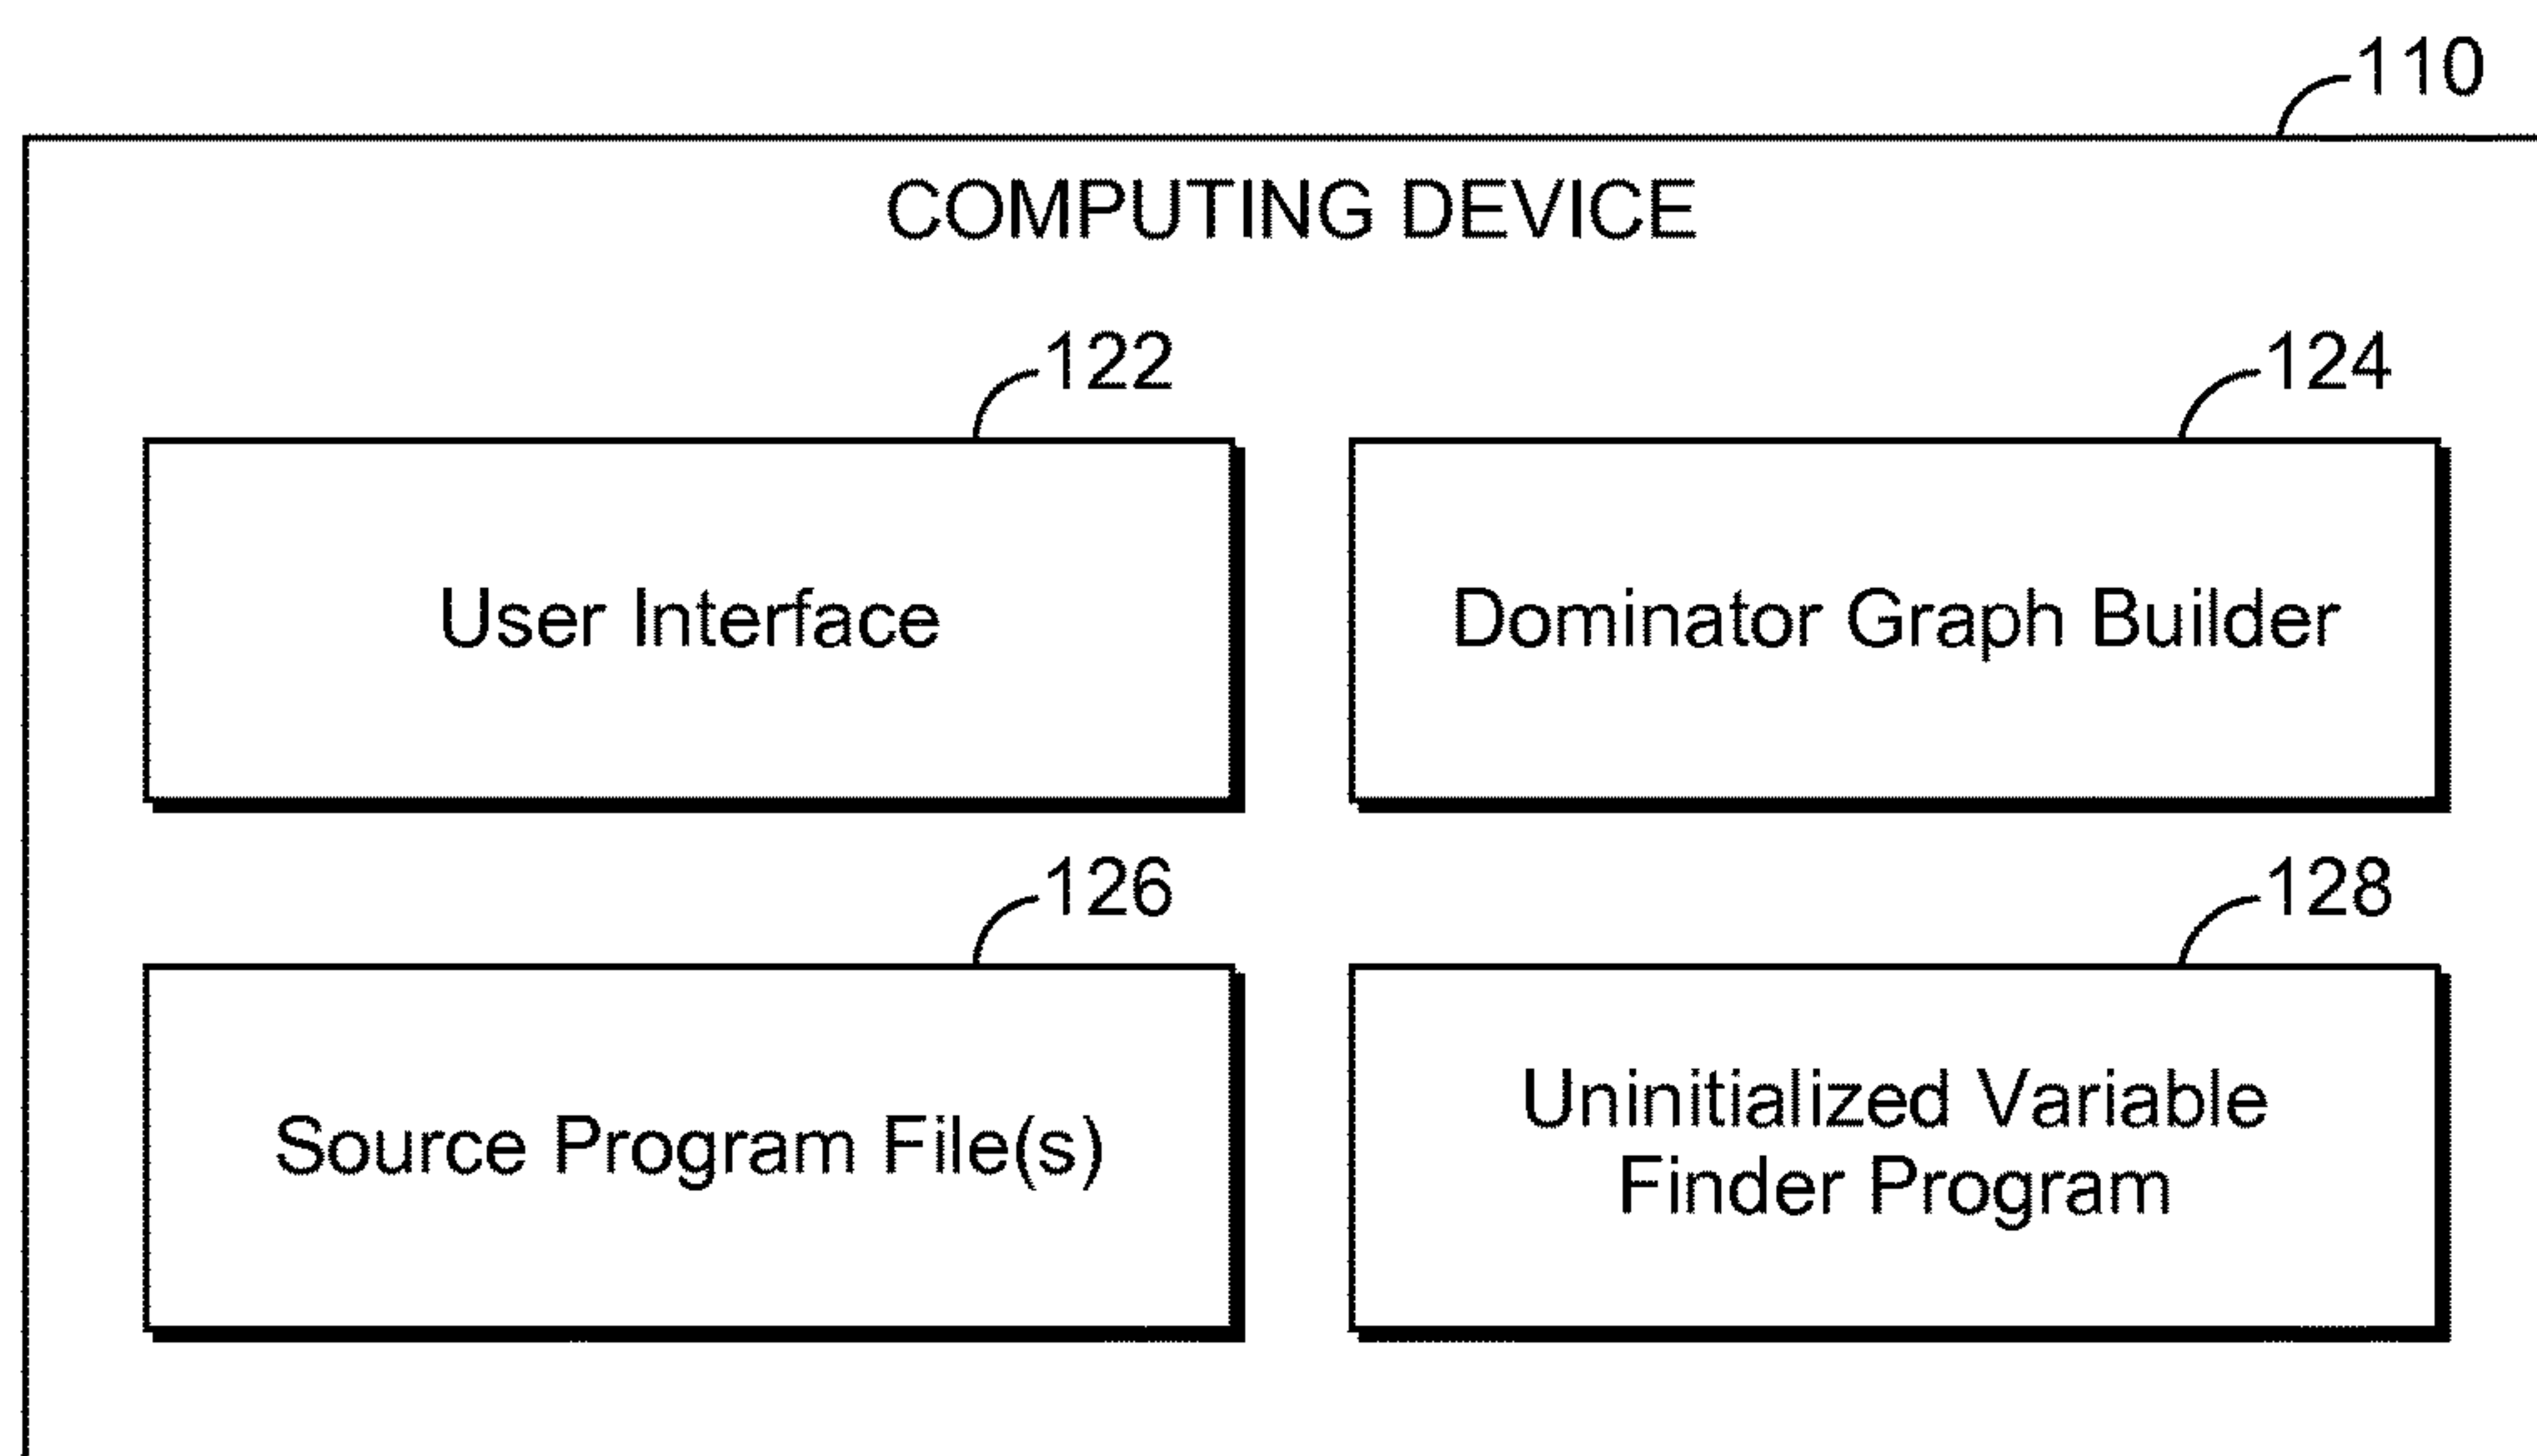 110
COMPUTING DEVICE
122
124
User Interface
Dominator Graph Builder
126
128
Source Program File(s)
Uninitialized Variable
Finder Program